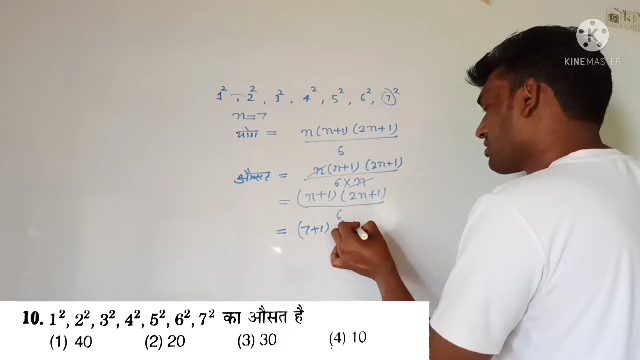 1², 2², 3², 4², 5², 6², 7²
n=7
योग = n(n+1)(2n+1)
6
औसत = n(n+1)(2n+1)
6×n
= (n+1)(2n+1)
6
= (7+1)
KINEMASTER
10. 1², 2², 3², 4², 5², 6², 7² का औसत है
(1) 40 (2) 20 (3) 30 (4) 10